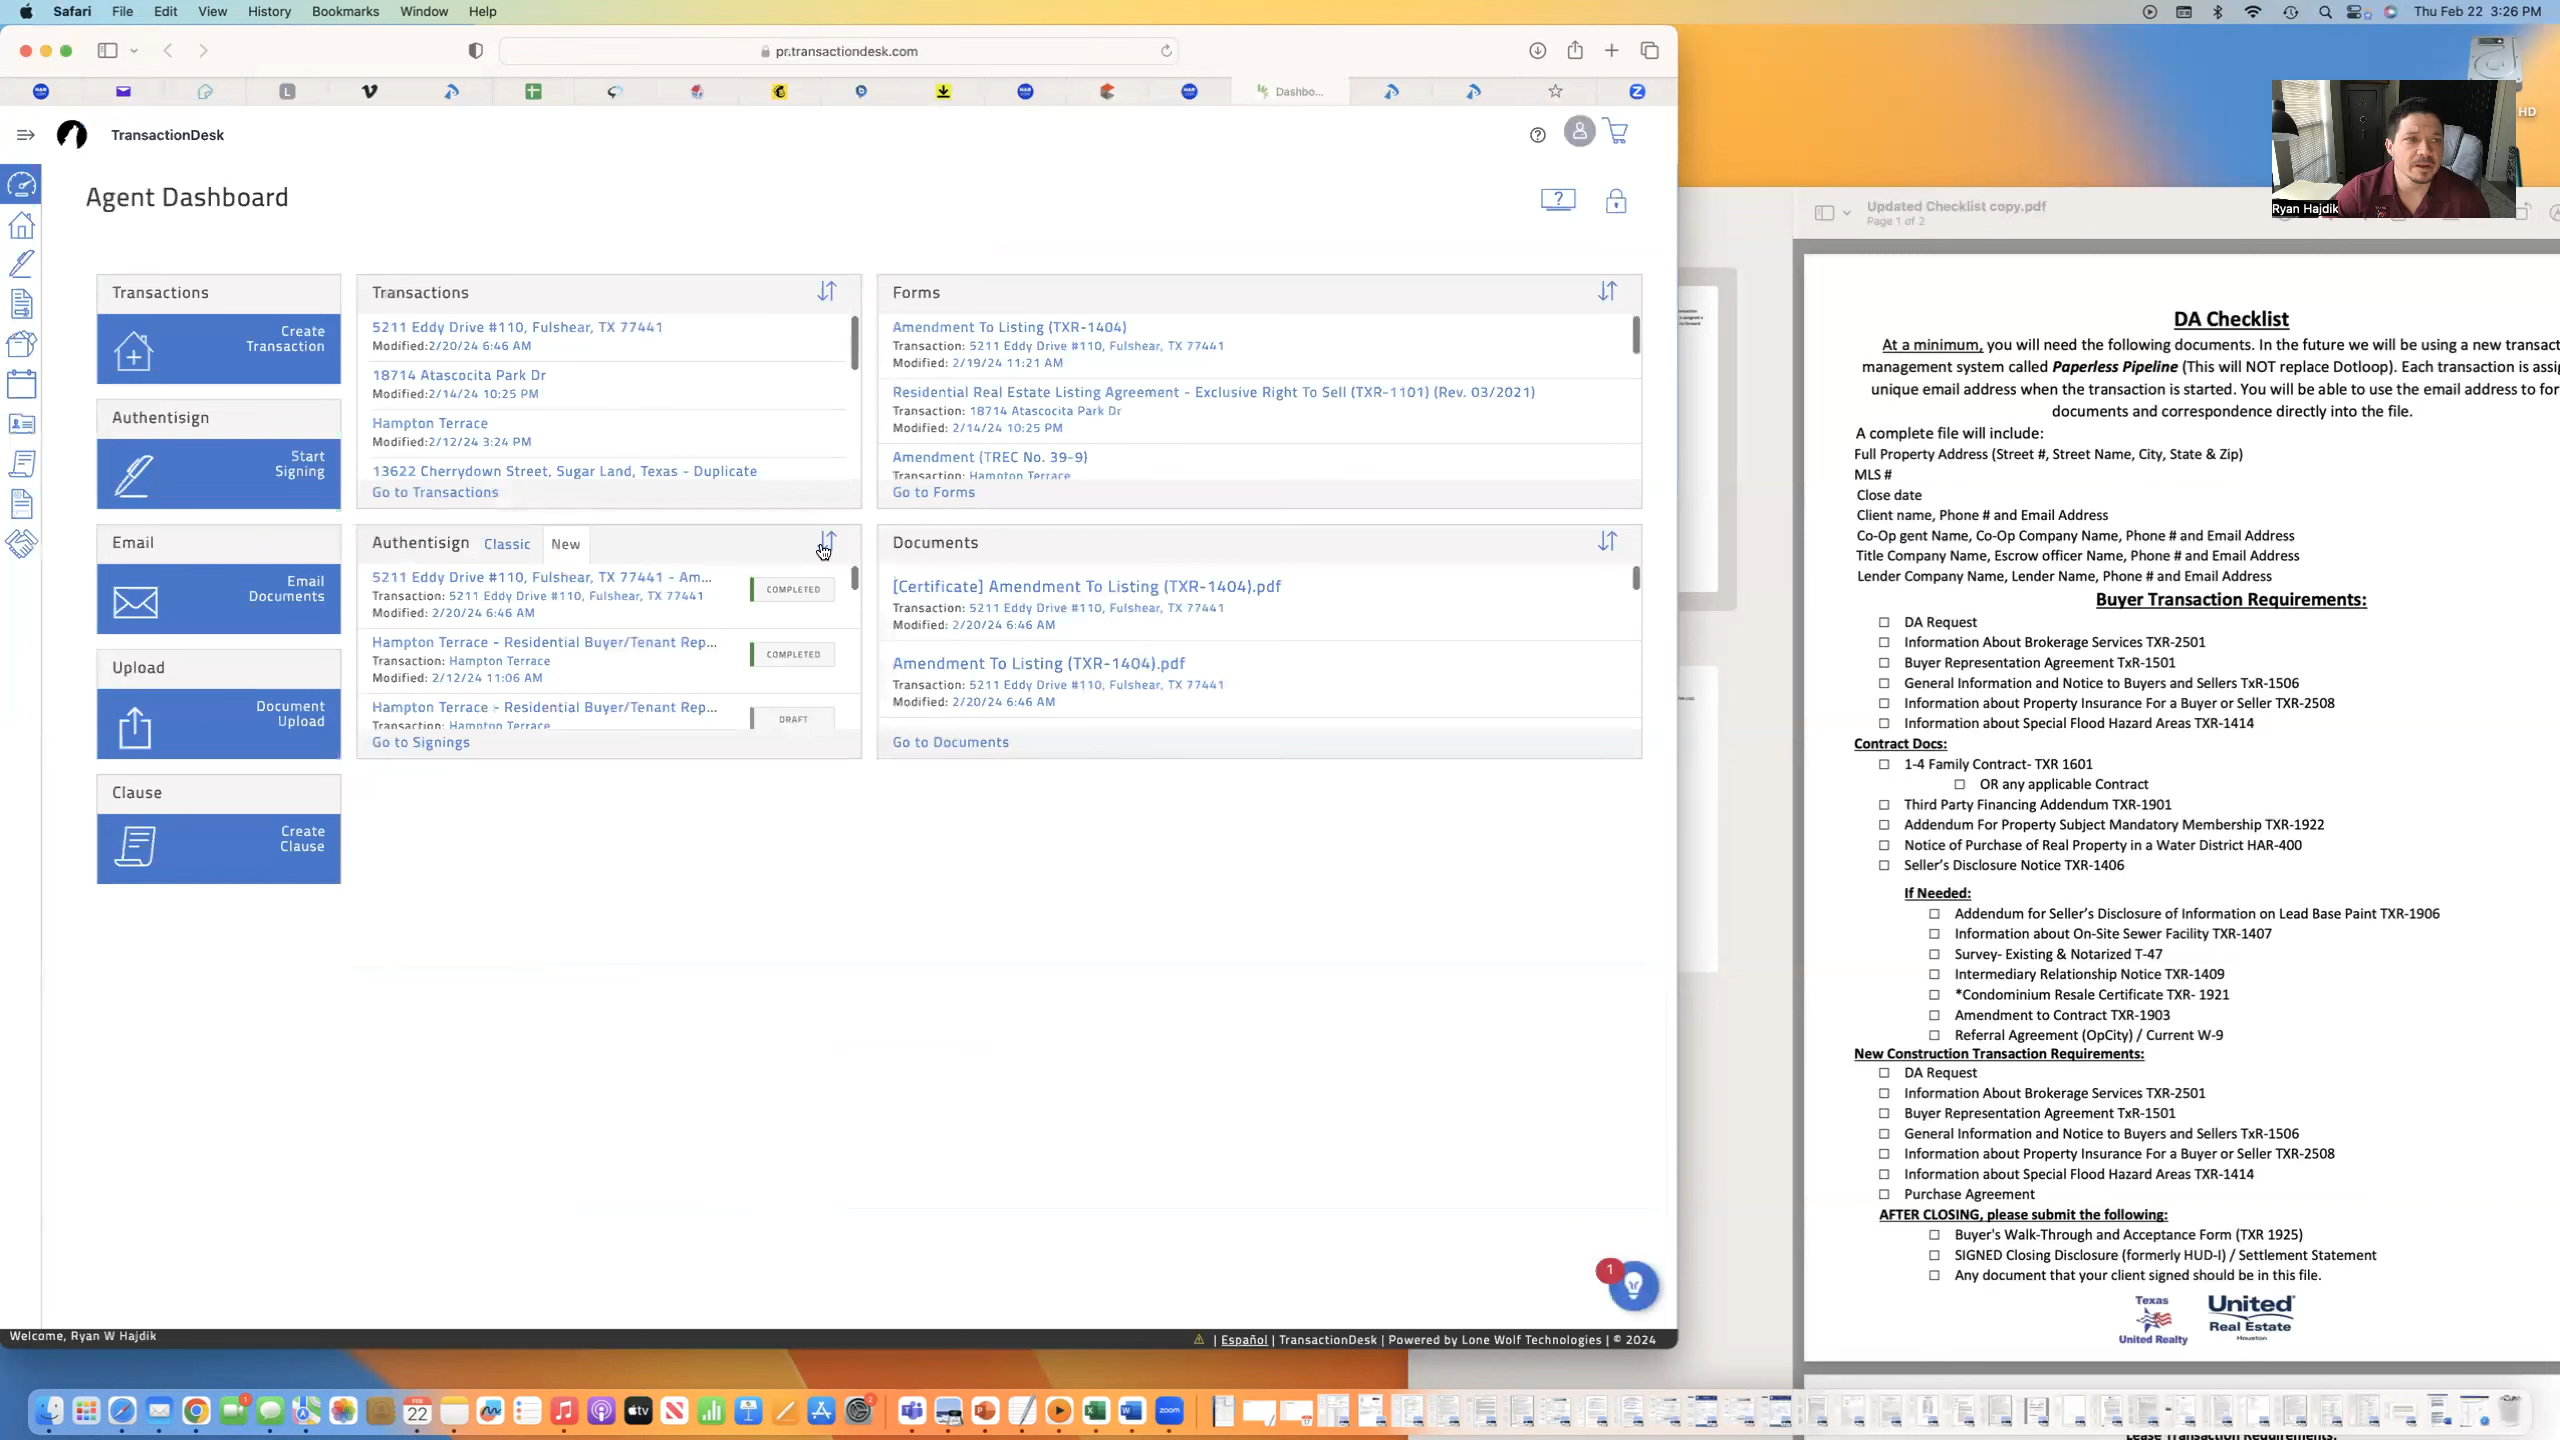 Safari File Edit View History Bookmarks Window Help
Thu Feb 22 3:26 PM
pr.transactiondesk.com
Dashbo...
TransactionDesk
Agent Dashboard
Transactions
Create
Transaction
Authentisign
Start
Signing
Email
Email
Documents
Upload
Document
Upload
Clause
Create
Clause
Transactions
5211 Eddy Drive #110, Fulshear, TX 77441
Modified:2/20/24 6:46 AM
18714 Atascocita Park Dr
Modified:2/14/24 10:25 PM
Hampton Terrace
Modified:2/12/24 3:24 PM
13622 Cherrydown Street, Sugar Land, Texas - Duplicate
Go to Transactions
Forms
Amendment To Listing (TXR-1404)
Transaction: 5211 Eddy Drive #110, Fulshear, TX 77441
Modified: 2/19/24 11:21 AM
Residential Real Estate Listing Agreement - Exclusive Right To Sell (TXR-1101) (Rev. 03/2021)
Transaction: 18714 Atascocita Park Dr
Modified: 2/14/24 10:25 PM
Amendment (TREC No. 39-9)
Transaction: Hampton Terrace
Go to Forms
Authentisign Classic New
5211 Eddy Drive #110, Fulshear, TX 77441 - Am...
Transaction: 5211 Eddy Drive #110, Fulshear, TX 77441
Modified: 2/20/24 6:46 AM
COMPLETED
Hampton Terrace - Residential Buyer/Tenant Rep...
Transaction: Hampton Terrace
Modified: 2/12/24 11:06 AM
COMPLETED
Hampton Terrace - Residential Buyer/Tenant Rep...
Transaction: Hampton Terrace
DRAFT
Go to Signings
Documents
[Certificate] Amendment To Listing (TXR-1404).pdf
Transaction: 5211 Eddy Drive #110, Fulshear, TX 77441
Modified: 2/20/24 6:46 AM
Amendment To Listing (TXR-1404).pdf
Transaction: 5211 Eddy Drive #110, Fulshear, TX 77441
Modified: 2/20/24 6:46 AM
Go to Documents
1
Welcome, Ryan W Hajdik
| Español | TransactionDesk | Powered by Lone Wolf Technologies | © 2024
Ryan Hajdik
HD
Updated Checklist copy.pdf
Page 1 of 2
DA Checklist
At a minimum, you will need the following documents. In the future we will be using a new transact
management system called Paperless Pipeline (This will NOT replace Dotloop). Each transaction is assig
unique email address when the transaction is started. You will be able to use the email address to for
documents and correspondence directly into the file.
A complete file will include:
Full Property Address (Street #, Street Name, City, State & Zip)
MLS #
Close date
Client name, Phone # and Email Address
Co-Op gent Name, Co-Op Company Name, Phone # and Email Address
Title Company Name, Escrow officer Name, Phone # and Email Address
Lender Company Name, Lender Name, Phone # and Email Address
Buyer Transaction Requirements:
DA Request
Information About Brokerage Services TXR-2501
Buyer Representation Agreement TxR-1501
General Information and Notice to Buyers and Sellers TxR-1506
Information about Property Insurance For a Buyer or Seller TXR-2508
Information about Special Flood Hazard Areas TXR-1414
Contract Docs:
1-4 Family Contract- TXR 1601
OR any applicable Contract
Third Party Financing Addendum TXR-1901
Addendum For Property Subject Mandatory Membership TXR-1922
Notice of Purchase of Real Property in a Water District HAR-400
Seller's Disclosure Notice TXR-1406
If Needed:
Addendum for Seller's Disclosure of Information on Lead Base Paint TXR-1906
Information about On-Site Sewer Facility TXR-1407
Survey- Existing & Notarized T-47
Intermediary Relationship Notice TXR-1409
*Condominium Resale Certificate TXR- 1921
Amendment to Contract TXR-1903
Referral Agreement (OpCity) / Current W-9
New Construction Transaction Requirements:
DA Request
Information About Brokerage Services TXR-2501
Buyer Representation Agreement TxR-1501
General Information and Notice to Buyers and Sellers TxR-1506
Information about Property Insurance For a Buyer or Seller TXR-2508
Information about Special Flood Hazard Areas TXR-1414
Purchase Agreement
AFTER CLOSING, please submit the following:
Buyer's Walk-Through and Acceptance Form (TXR 1925)
SIGNED Closing Disclosure (formerly HUD-I) / Settlement Statement
Any document that your client signed should be in this file.
Texas
United Realty
United
Real Estate
Houston
Lease Transaction Requirements: